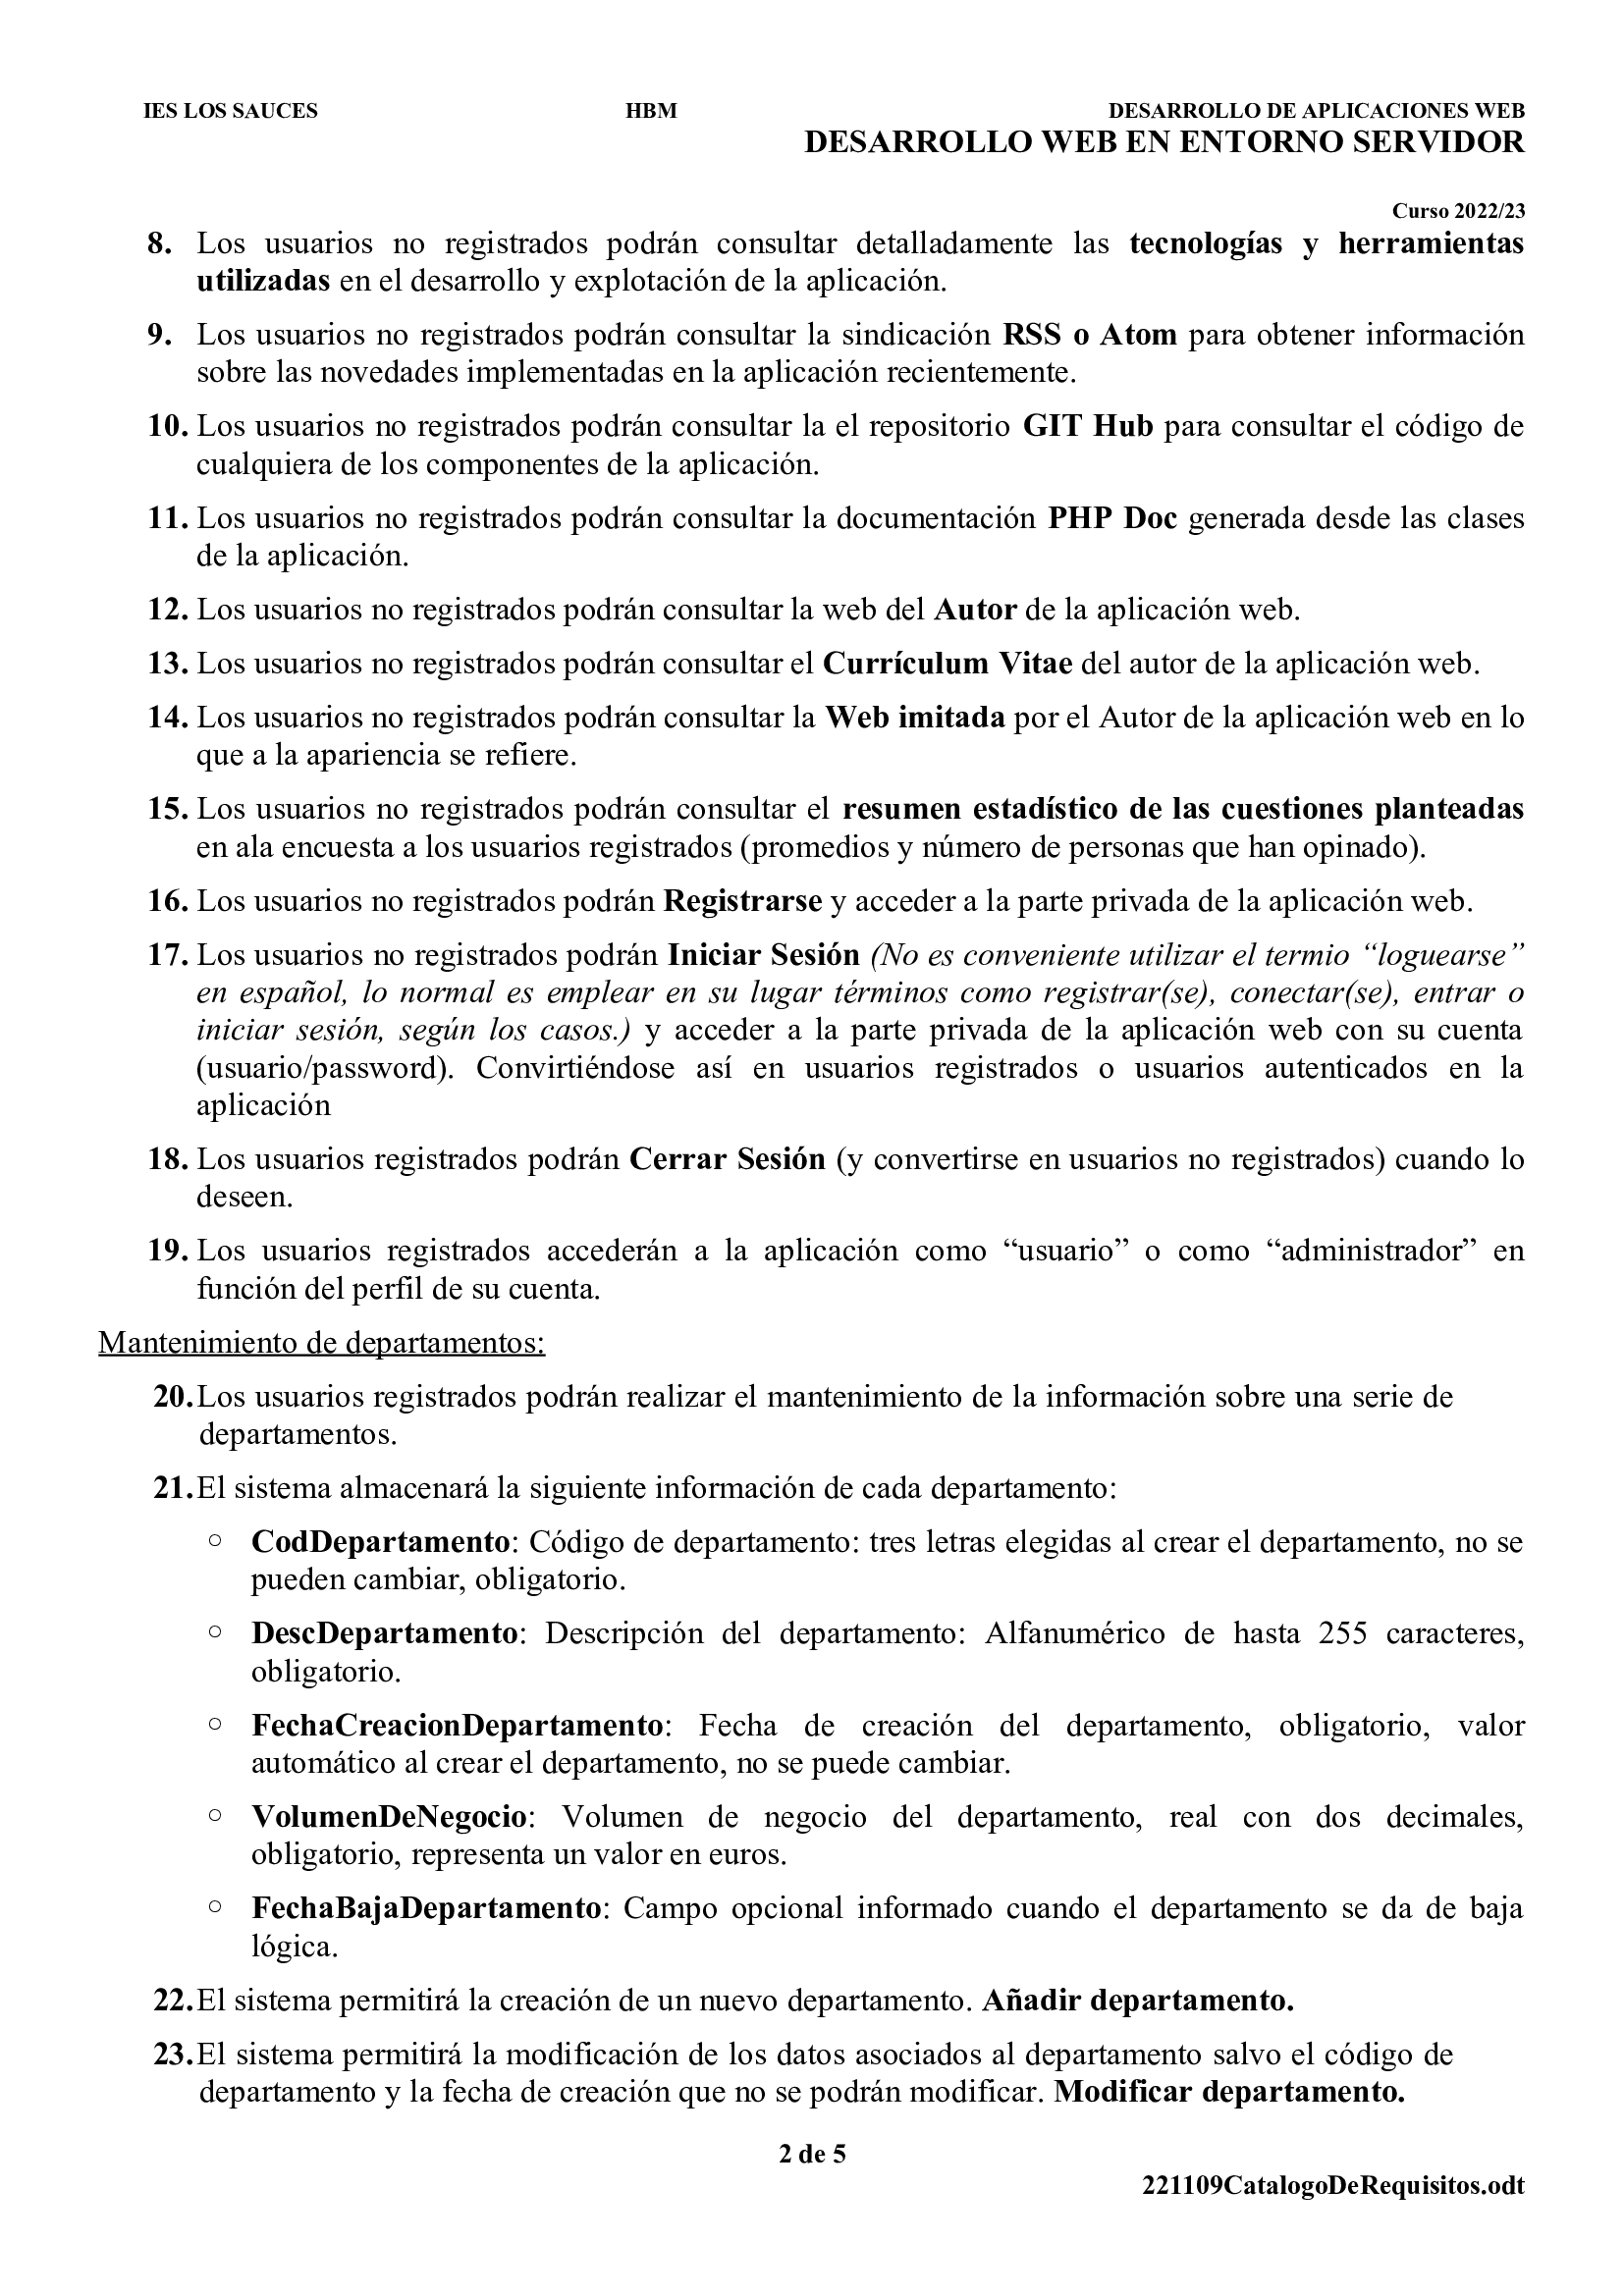 IES LOS SAUCES HBM DESARROLLO DE APLICACIONES WEB
DESARROLLO WEB EN ENTORNO SERVIDOR
Curso 2022/23
8. Los usuarios no registrados podrán consultar detalladamente las tecnologías y herramientas
utilizadas en el desarrollo y explotación de la aplicación.
9. Los usuarios no registrados podrán consultar la sindicación RSS o Atom para obtener información
sobre las novedades implementadas en la aplicación recientemente.
10. Los usuarios no registrados podrán consultar la el repositorio GIT Hub para consultar el código de
cualquiera de los componentes de la aplicación.
11. Los usuarios no registrados podrán consultar la documentación PHP Doc generada desde las clases
de la aplicación.
12. Los usuarios no registrados podrán consultar la web del Autor de la aplicación web.
13. Los usuarios no registrados podrán consultar el Currículum Vitae del autor de la aplicación web.
14. Los usuarios no registrados podrán consultar la Web imitada por el Autor de la aplicación web en lo
que a la apariencia se refiere.
15. Los usuarios no registrados podrán consultar el resumen estadístico de las cuestiones planteadas
en ala encuesta a los usuarios registrados (promedios y número de personas que han opinado).
16. Los usuarios no registrados podrán Registrarse y acceder a la parte privada de la aplicación web.
17. Los usuarios no registrados podrán Iniciar Sesión (No es conveniente utilizar el termio “loguearse”
en español, lo normal es emplear en su lugar términos como registrar(se), conectar(se), entrar o
iniciar sesión, según los casos.) y acceder a la parte privada de la aplicación web con su cuenta
(usuario/password). Convirtiéndose así en usuarios registrados o usuarios autenticados en la
aplicación
18. Los usuarios registrados podrán Cerrar Sesión (y convertirse en usuarios no registrados) cuando lo
deseen.
19. Los usuarios registrados accederán a la aplicación como “usuario” o como “administrador” en
función del perfil de su cuenta.
Mantenimiento de departamentos:
20. Los usuarios registrados podrán realizar el mantenimiento de la información sobre una serie de
departamentos.
21. El sistema almacenará la siguiente información de cada departamento:
◦ CodDepartamento: Código de departamento: tres letras elegidas al crear el departamento, no se
pueden cambiar, obligatorio.
◦ DescDepartamento: Descripción del departamento: Alfanumérico de hasta 255 caracteres,
obligatorio.
◦ FechaCreacionDepartamento: Fecha de creación del departamento, obligatorio, valor
automático al crear el departamento, no se puede cambiar.
◦ VolumenDeNegocio: Volumen de negocio del departamento, real con dos decimales,
obligatorio, representa un valor en euros.
◦ FechaBajaDepartamento: Campo opcional informado cuando el departamento se da de baja
lógica.
22. El sistema permitirá la creación de un nuevo departamento. Añadir departamento.
23. El sistema permitirá la modificación de los datos asociados al departamento salvo el código de
departamento y la fecha de creación que no se podrán modificar. Modificar departamento.
2 de 5
221109CatalogoDeRequisitos.odt